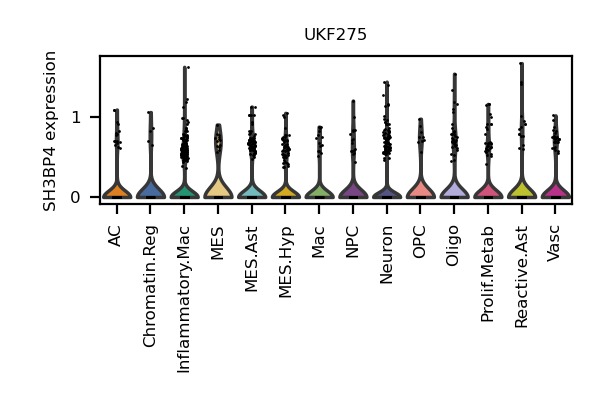 UKF275
SH3BP4 expression
1
0
AC
Chromatin.Reg
Inflammatory.Mac
MES
MES.Ast
MES.Hyp
Mac
NPC
Neuron
OPC
Oligo
Prolif.Metab
Reactive.Ast
Vasc